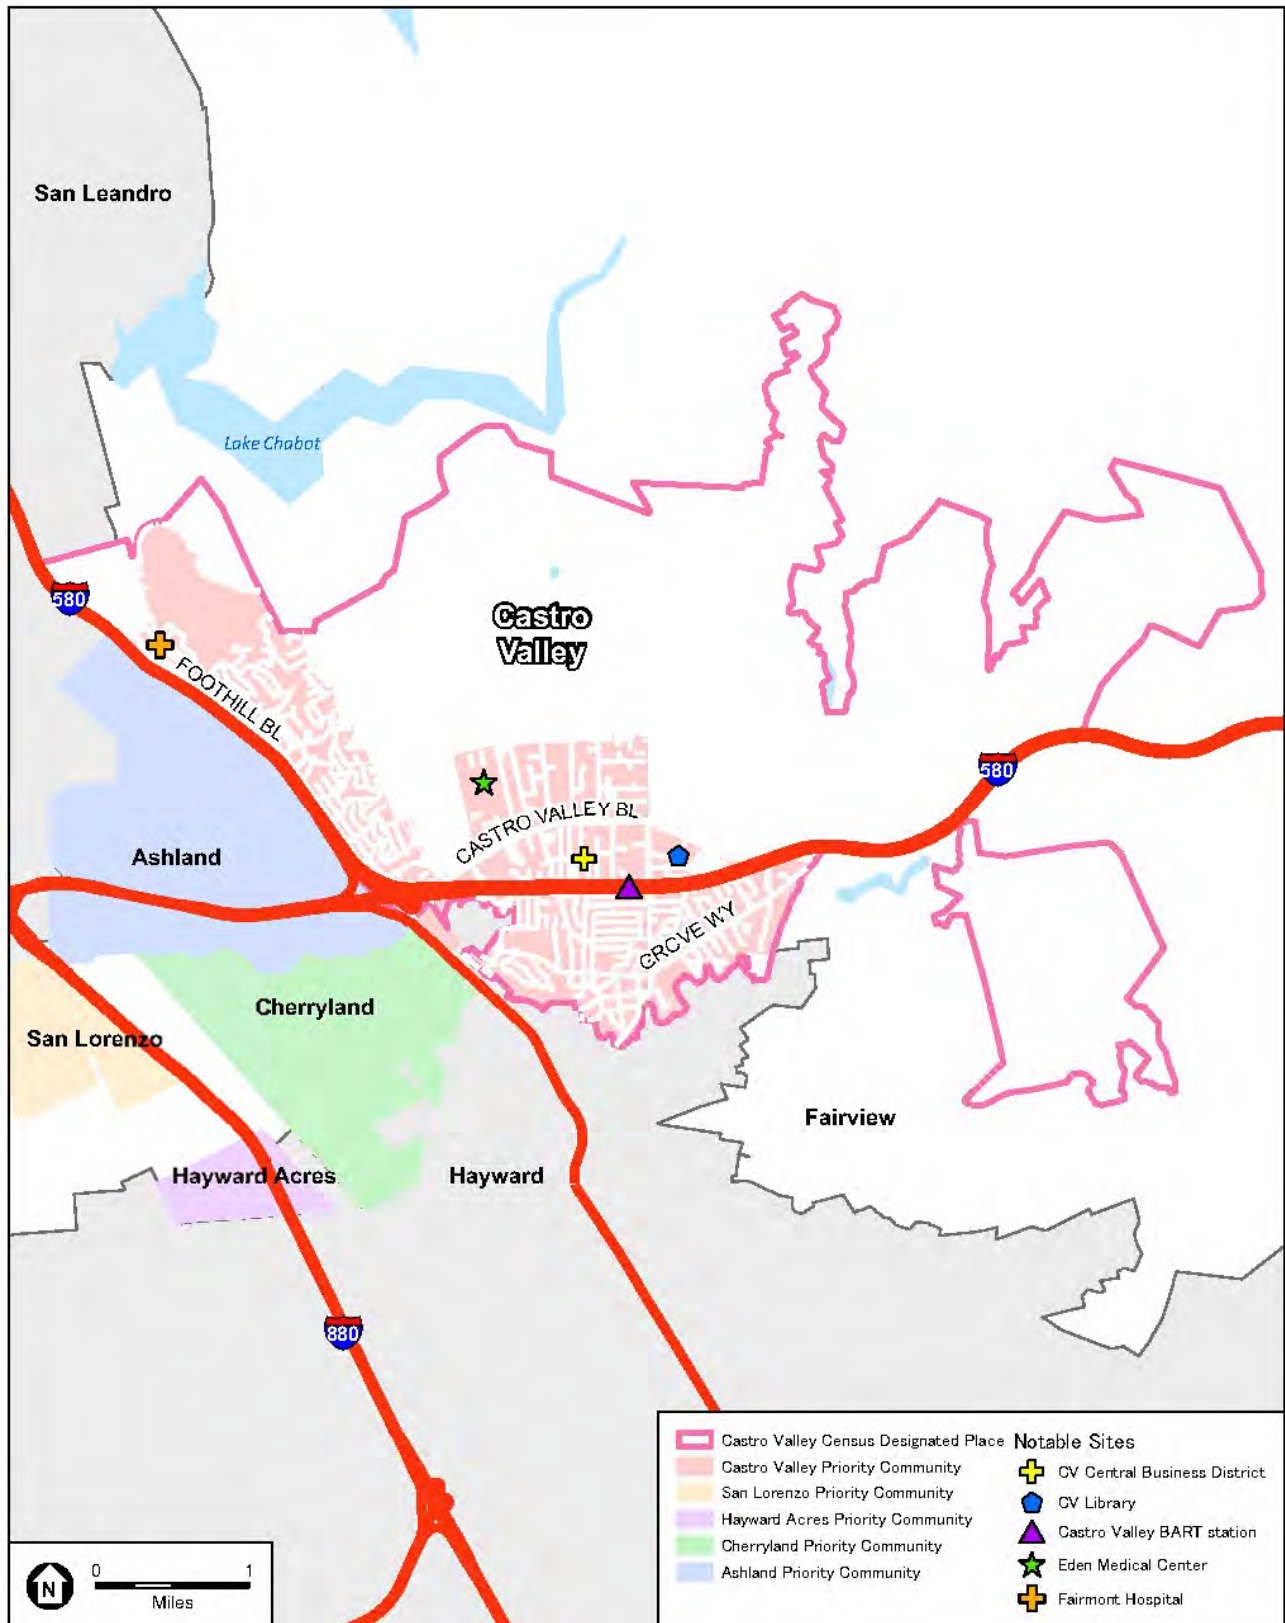 San Leandro
Lake Chabot
580
Castro
Valley
FOOTHILL BL
580
CASTRO VALLEY BL
Ashland
GROVE WY
Cherryland
San Lorenzo
Fairview
Hayward Acres
Hayward
880
Castro Valley Census Designated Place
Castro Valley Priority Community
San Lorenzo Priority Community
Hayward Acres Priority Community
Cherryland Priority Community
Ashland Priority Community
Notable Sites
CV Central Business District
CV Library
Castro Valley BART station
Eden Medical Center
Fairmont Hospital
N
0 1
Miles